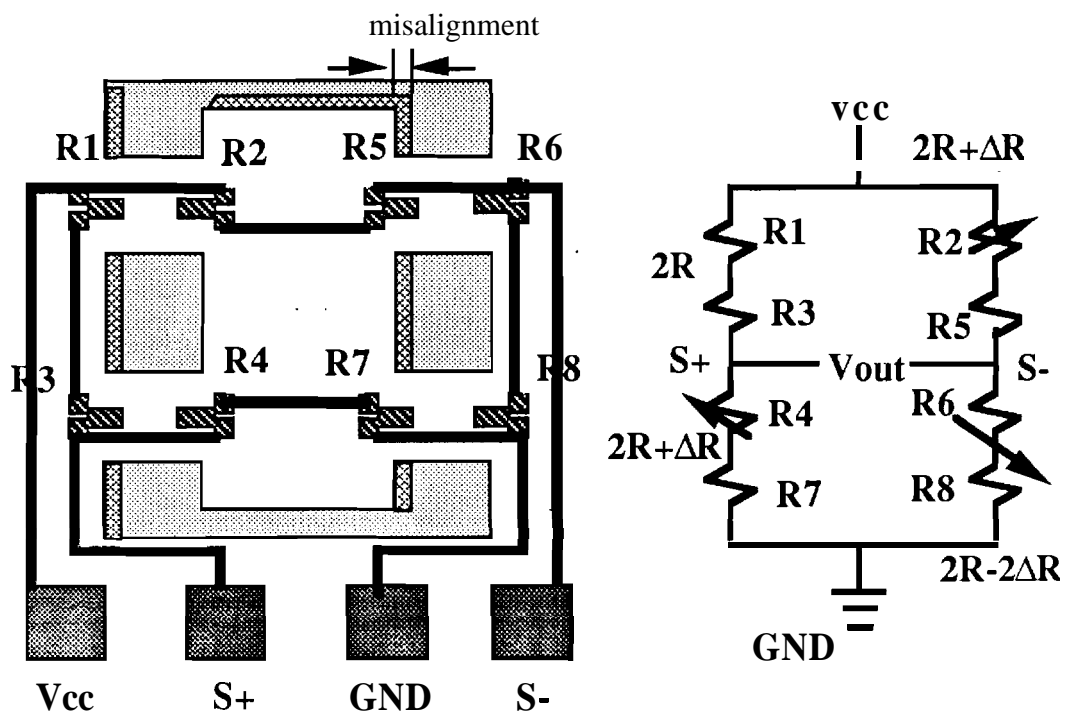 misalignment
R1
R2
R5
R6
R3
R4
R7
R8
Vcc
S+
GND
S-
vcc
2R+ΔR
R1
R2
2R
R3
R5
S+
Vout
S-
R4
R6
2R+ΔR
R7
R8
2R-2ΔR
GND